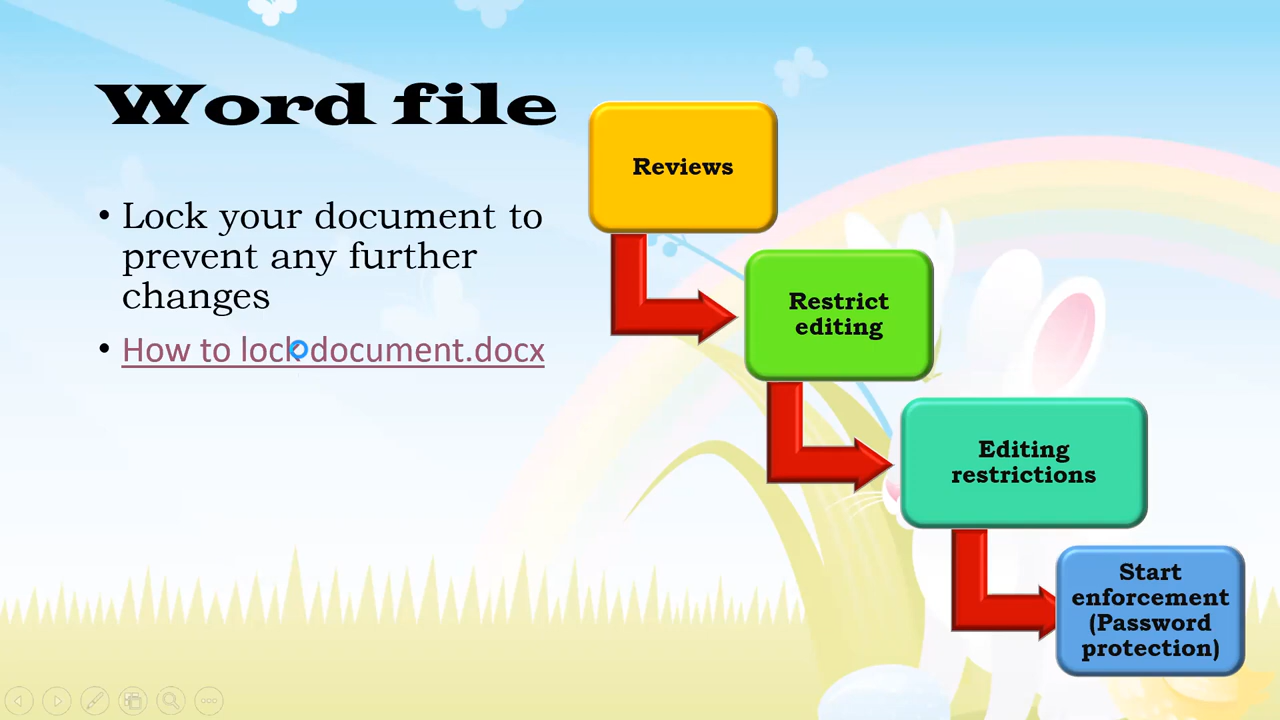 Word file
• Lock your document to
prevent any further
changes
• How to lock document.docx
Reviews
Restrict
editing
Editing
restrictions
Start
enforcement
(Password
protection)